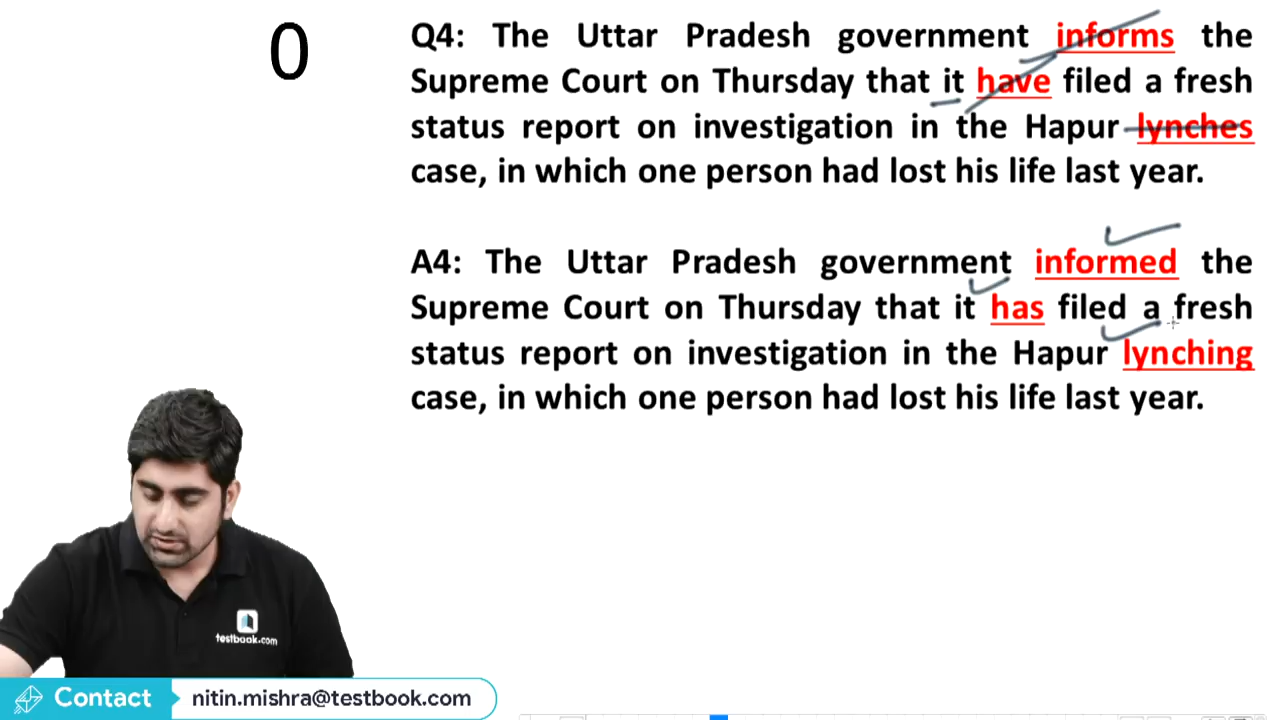 0
Q4: The Uttar Pradesh government informs the
Supreme Court on Thursday that it have filed a fresh
status report on investigation in the Hapur lynches
case, in which one person had lost his life last year.
A4: The Uttar Pradesh government informed the
Supreme Court on Thursday that it has filed a fresh
status report on investigation in the Hapur lynching
case, in which one person had lost his life last year.
testbook.com
Contact nitin.mishra@testbook.com